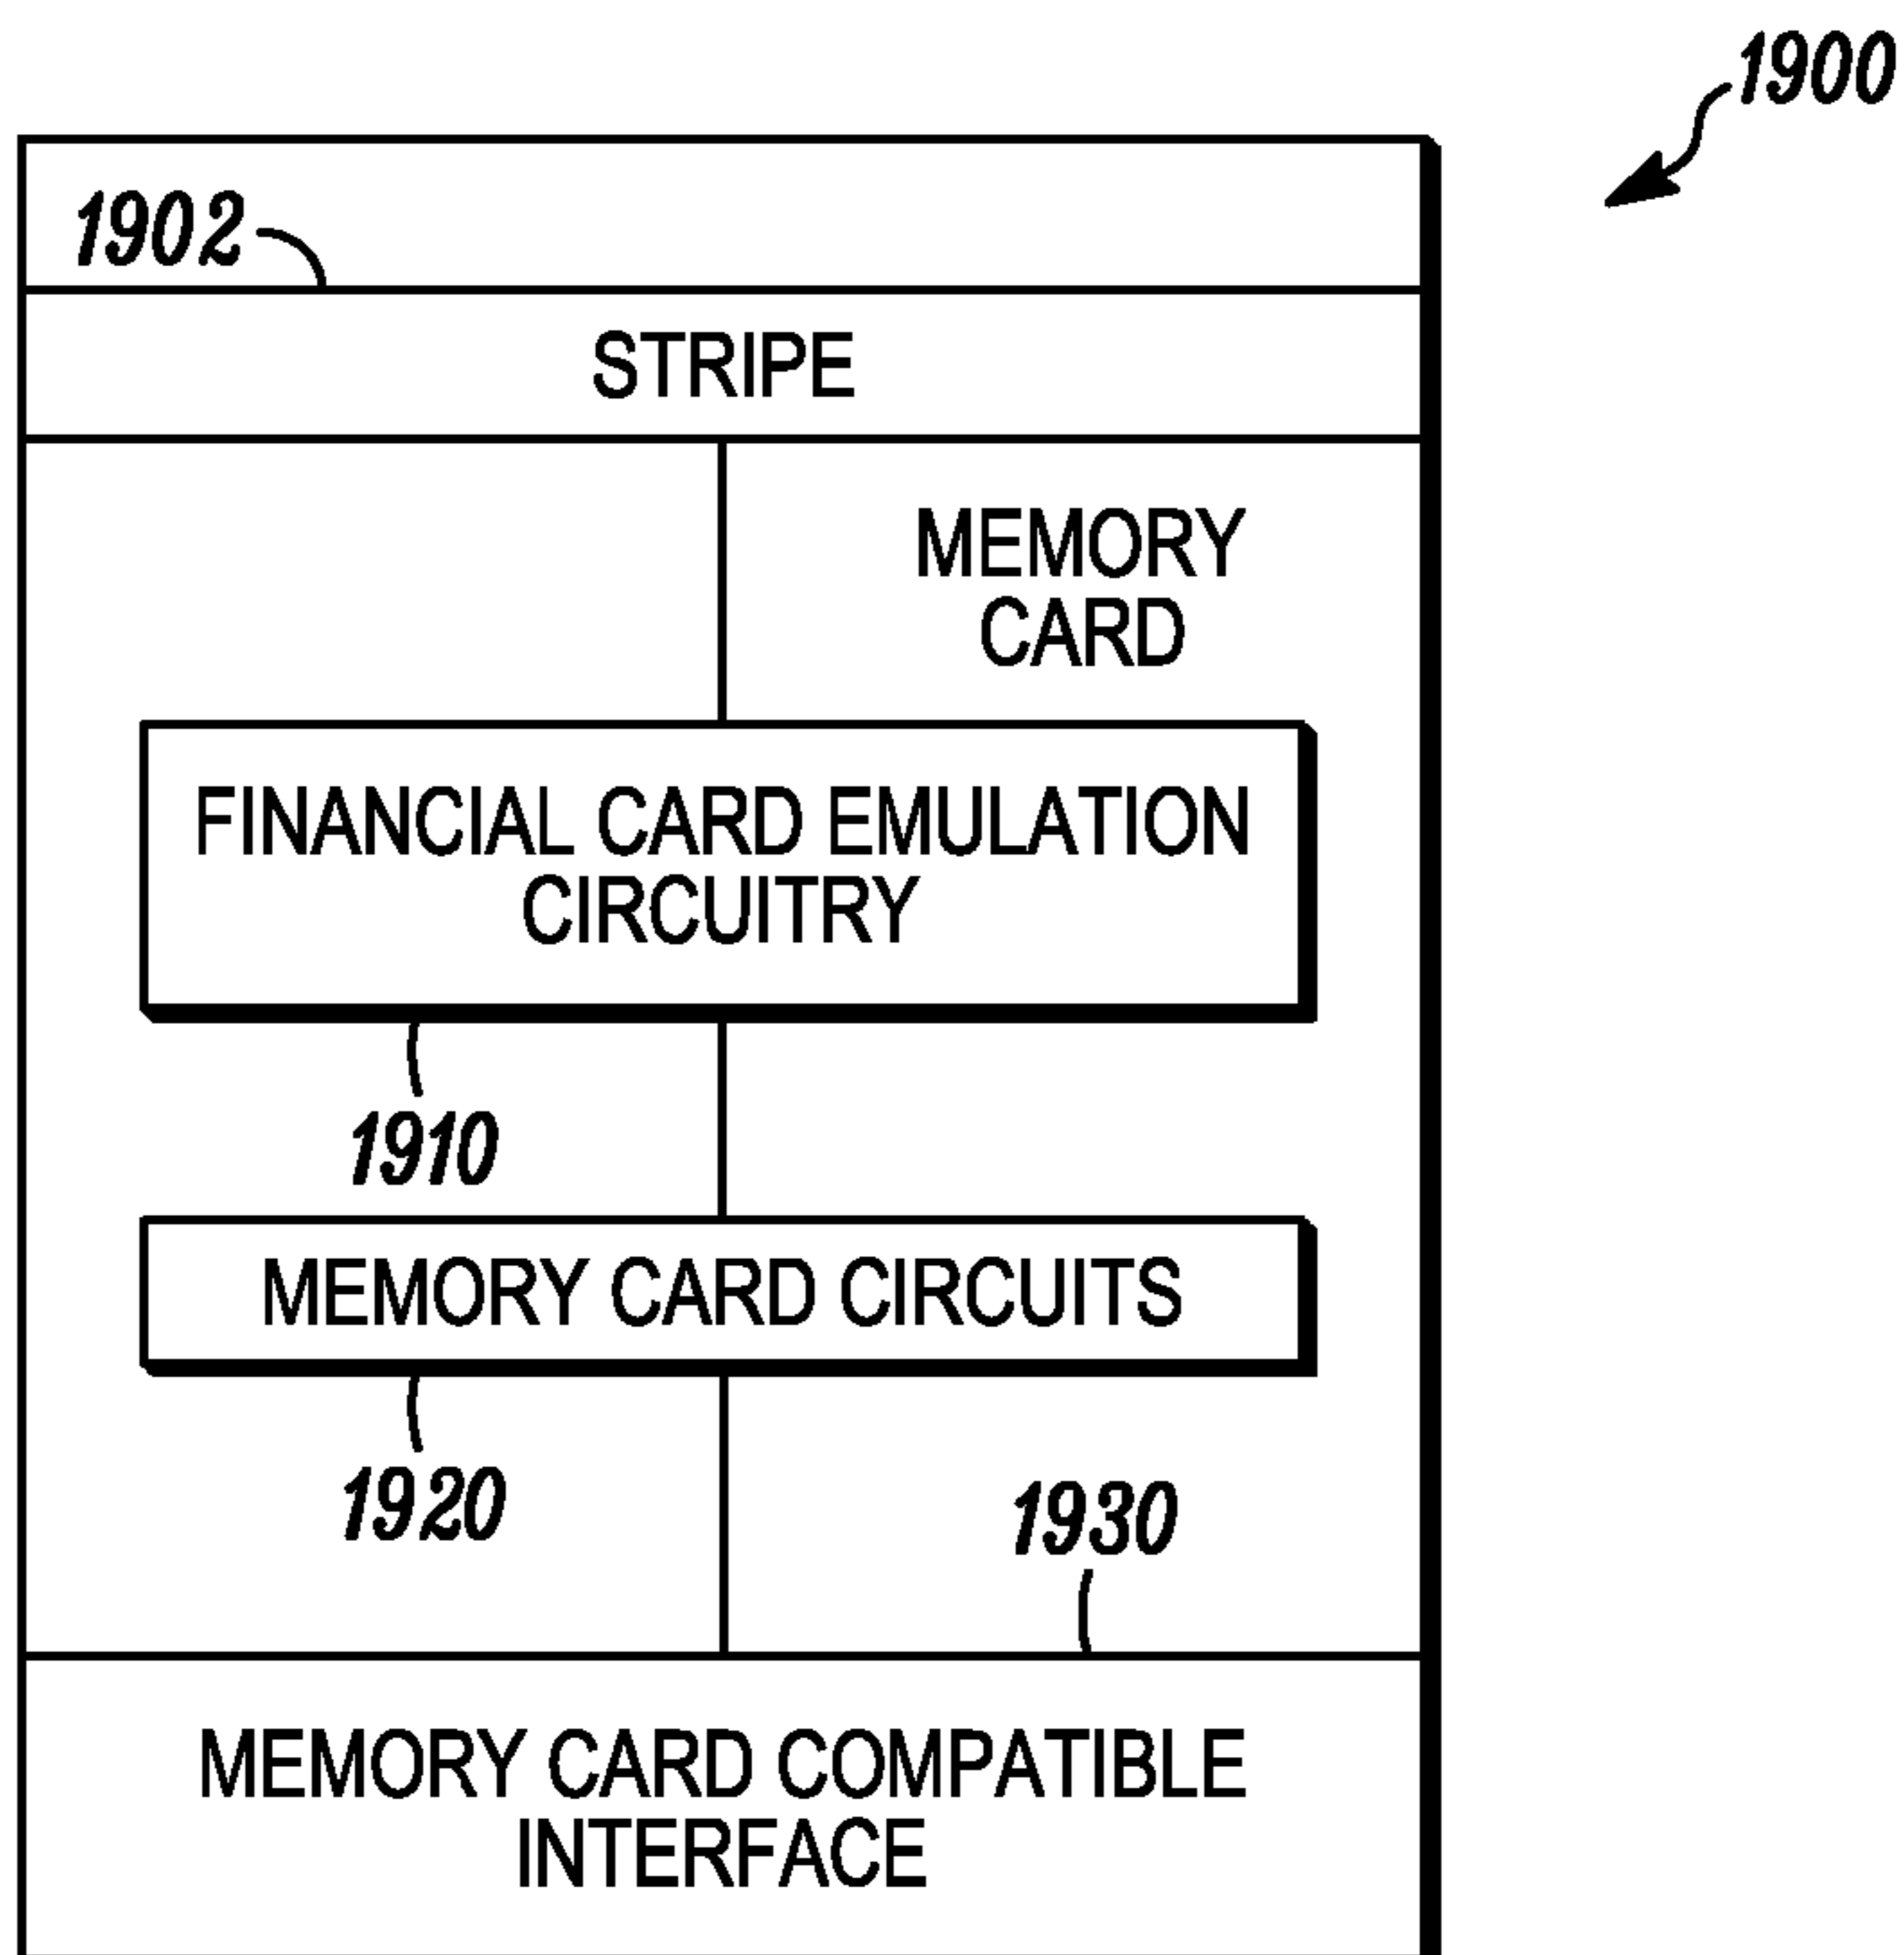 1900
1902
STRIPE
MEMORY
CARD
FINANCIAL CARD EMULATION
CIRCUITRY
1910
MEMORY CARD CIRCUITS
1920
1930
MEMORY CARD COMPATIBLE
INTERFACE